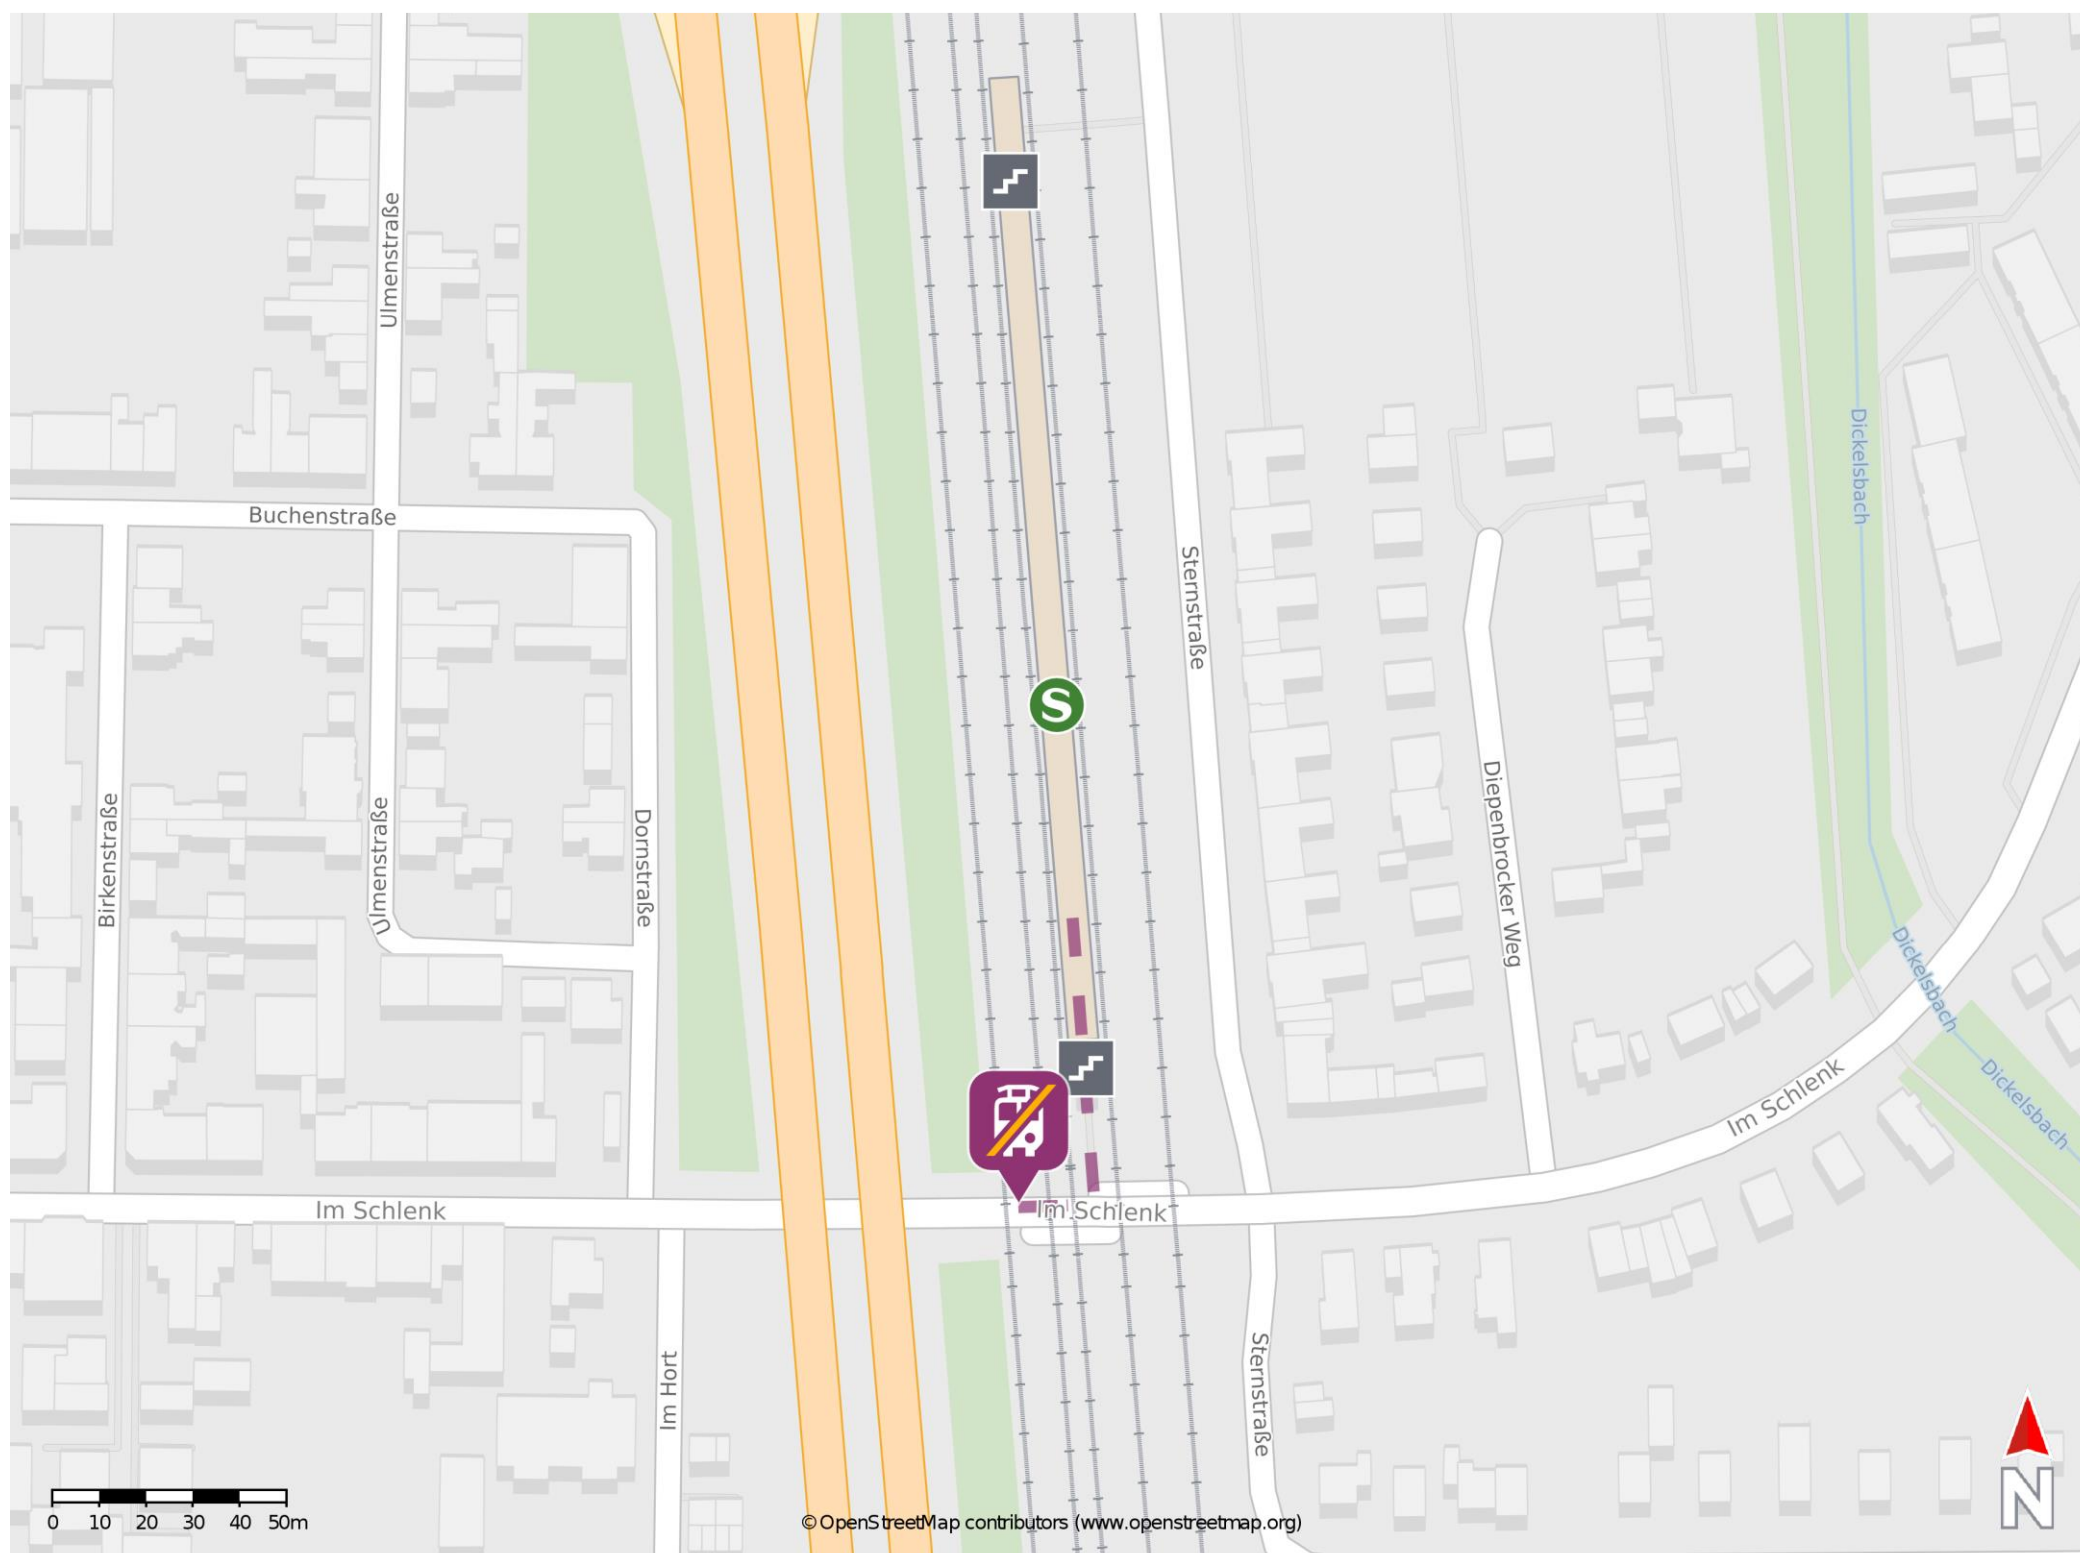 Ulmenstraße
Dickelsbach
Buchenstraße
Sternstraße
S
Diepenbrocker Weg
Birkenstraße
Ulmenstraße
Dornstraße
Dickelsbach
Dickelsbach
Im Schlenk
Im Schlenk
Im Schlenk
Im Hort
Sternstraße
0 10 20 30 40 50m
© OpenStreetMap contributors (www.openstreetmap.org)
N